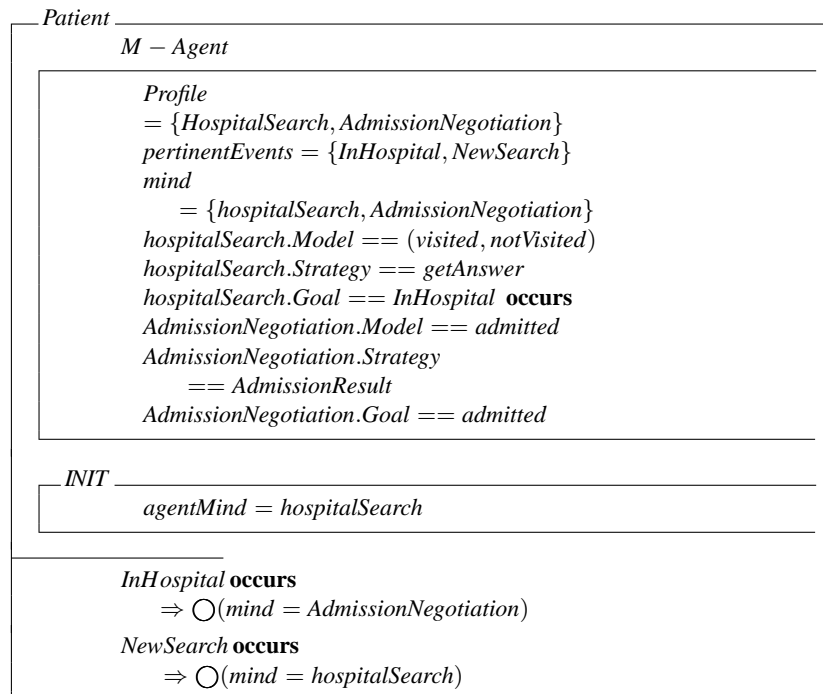 Patient
M − Agent
Profile
= {HospitalSearch, AdmissionNegotiation}
pertinentEvents = {InHospital, NewSearch}
mind
= {hospitalSearch, AdmissionNegotiation}
hospitalSearch.Model == (visited, notVisited)
hospitalSearch.Strategy == getAnswer
hospitalSearch.Goal == InHospital occurs
AdmissionNegotiation.Model == admitted
AdmissionNegotiation.Strategy
== AdmissionResult
AdmissionNegotiation.Goal == admitted
INIT
agentMind = hospitalSearch
InHospital occurs
⇒ ◯(mind = AdmissionNegotiation)
NewSearch occurs
⇒ ◯(mind = hospitalSearch)